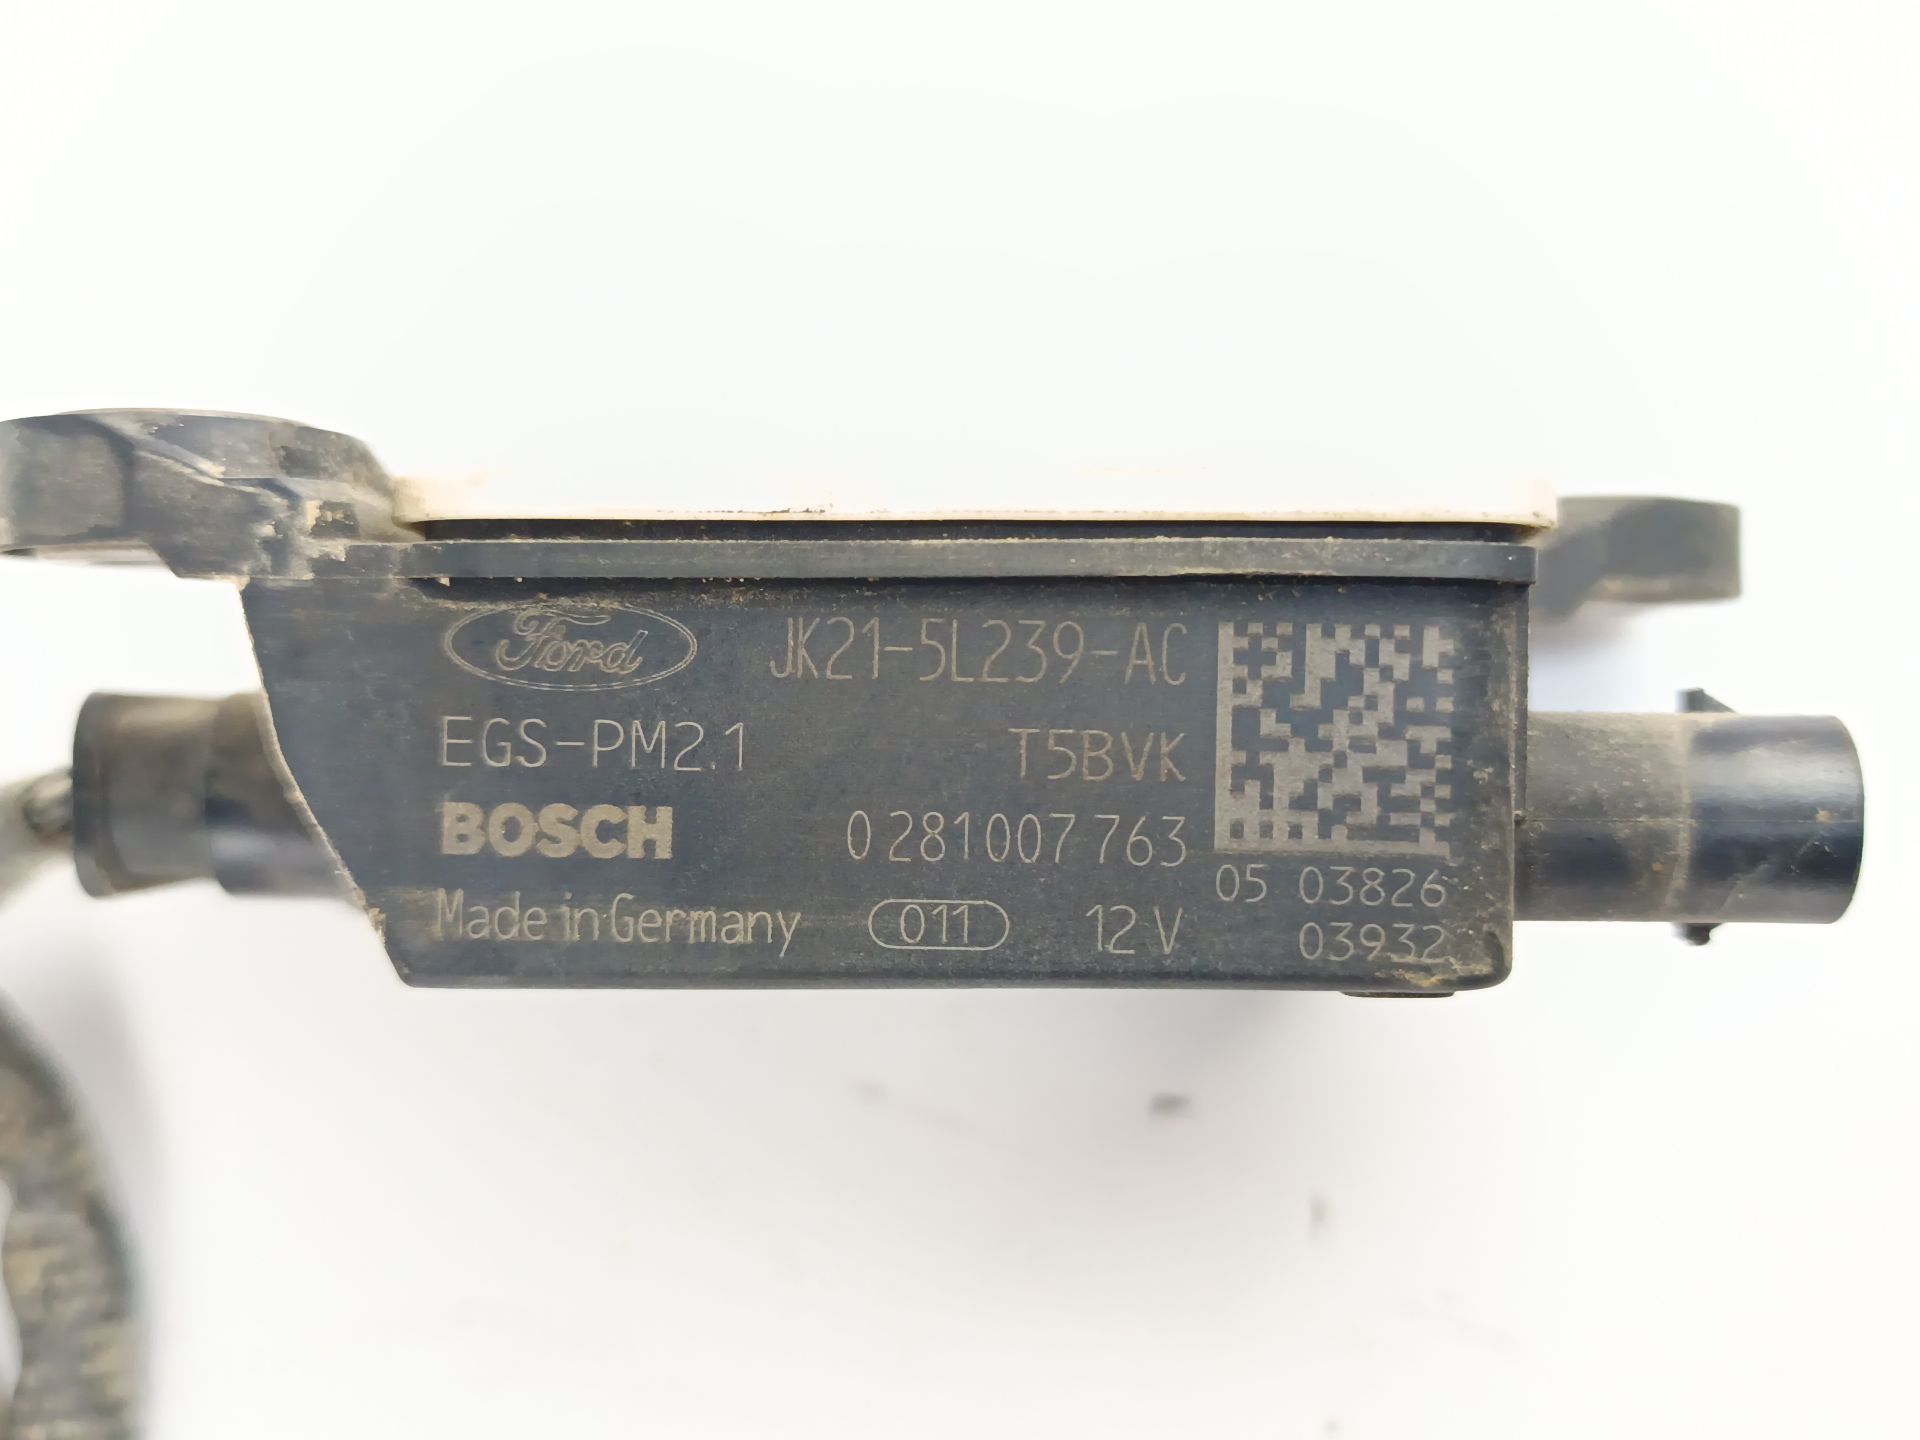 Ford JK21-5L239-AC
EGS-PM2.1 T5BVK
BOSCH 0 281 007 763
Made in Germany 011 12 V
05 03826
03932